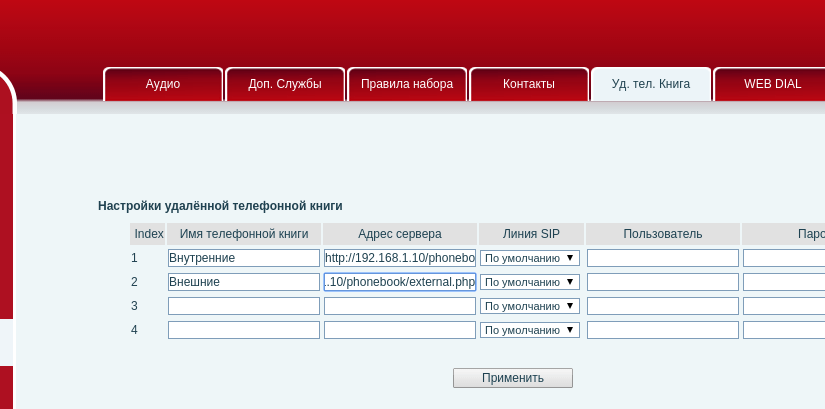 Аудио Доп. Службы Правила набора Контакты Уд. тел. Книга WEB DIAL
Настройки удалённой телефонной книги
Index Имя телефонной книги Адрес сервера Линия SIP Пользователь Паро
1 Внутренние http://192.168.1.10/phonebo По умолчанию
2 Внешние .10/phonebook/external.php По умолчанию
3 По умолчанию
4 По умолчанию
Применить